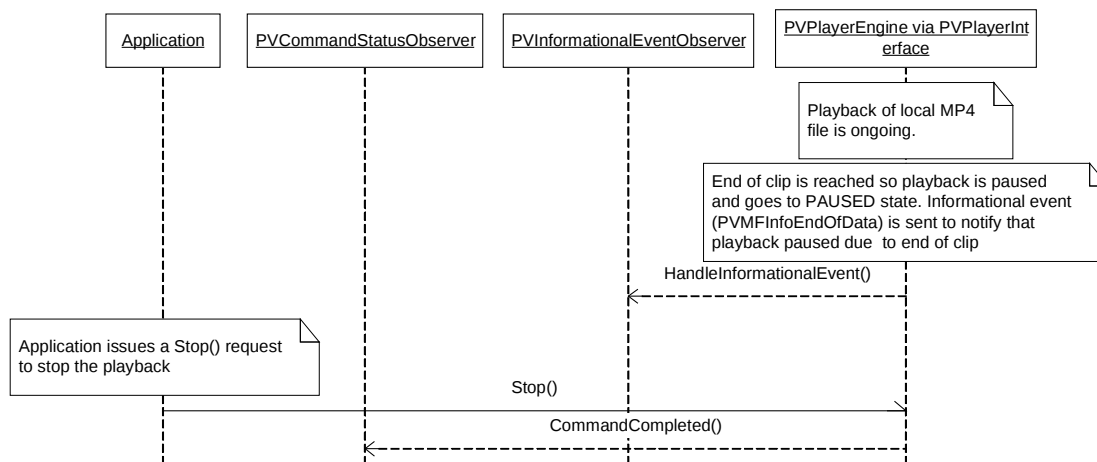 Application
PVCommandStatusObserver
PVInformationalEventObserver
PVPlayerEngine via PVPlayerInt
erface
Playback of local MP4
file is ongoing.
End of clip is reached so playback is paused
and goes to PAUSED state. Informational event
(PVMFInfoEndOfData) is sent to notify that
playback paused due  to end of clip
HandleInformationalEvent()
Application issues a Stop() request
to stop the playback
Stop()
CommandCompleted()